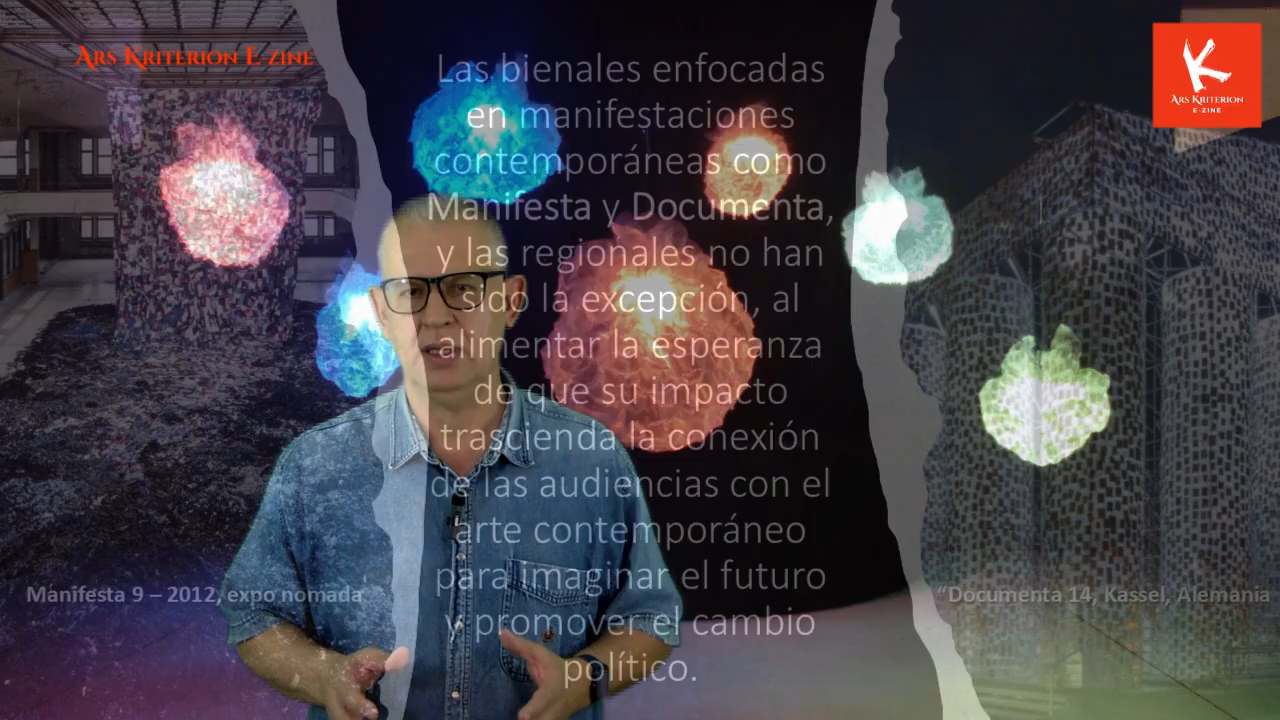 ARS KRITERION E-ZINE
Las bienales enfocadas
en manifestaciones
contemporáneas como
Manifesta y Documenta,
y las regionales no han
sido la excepción, al
limentar la esperanza
de que su impacto
trascienda la conexión
de las audiencias con el
arte contemporáneo
para imaginar el futuro
y promover el cambio
político.
ARS KRITERION
E-ZINE
Manifesta 9 – 2012, expo nomada
“Documenta 14, Kassel, Alemania